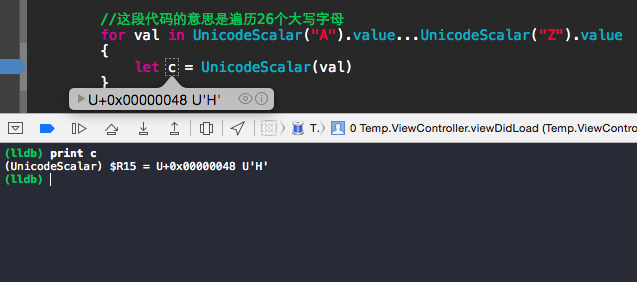 //这段代码的意思是遍历26个大写字母
for val in UnicodeScalar("A").value...UnicodeScalar("Z").value
{
let c = UnicodeScalar(val)
}
U+0x00000048 U'H'
T.
0 Temp.ViewController.viewDidLoad (Temp.ViewContro
(lldb) print c
(UnicodeScalar) $R15 = U+0x00000048 U'H'
(lldb)